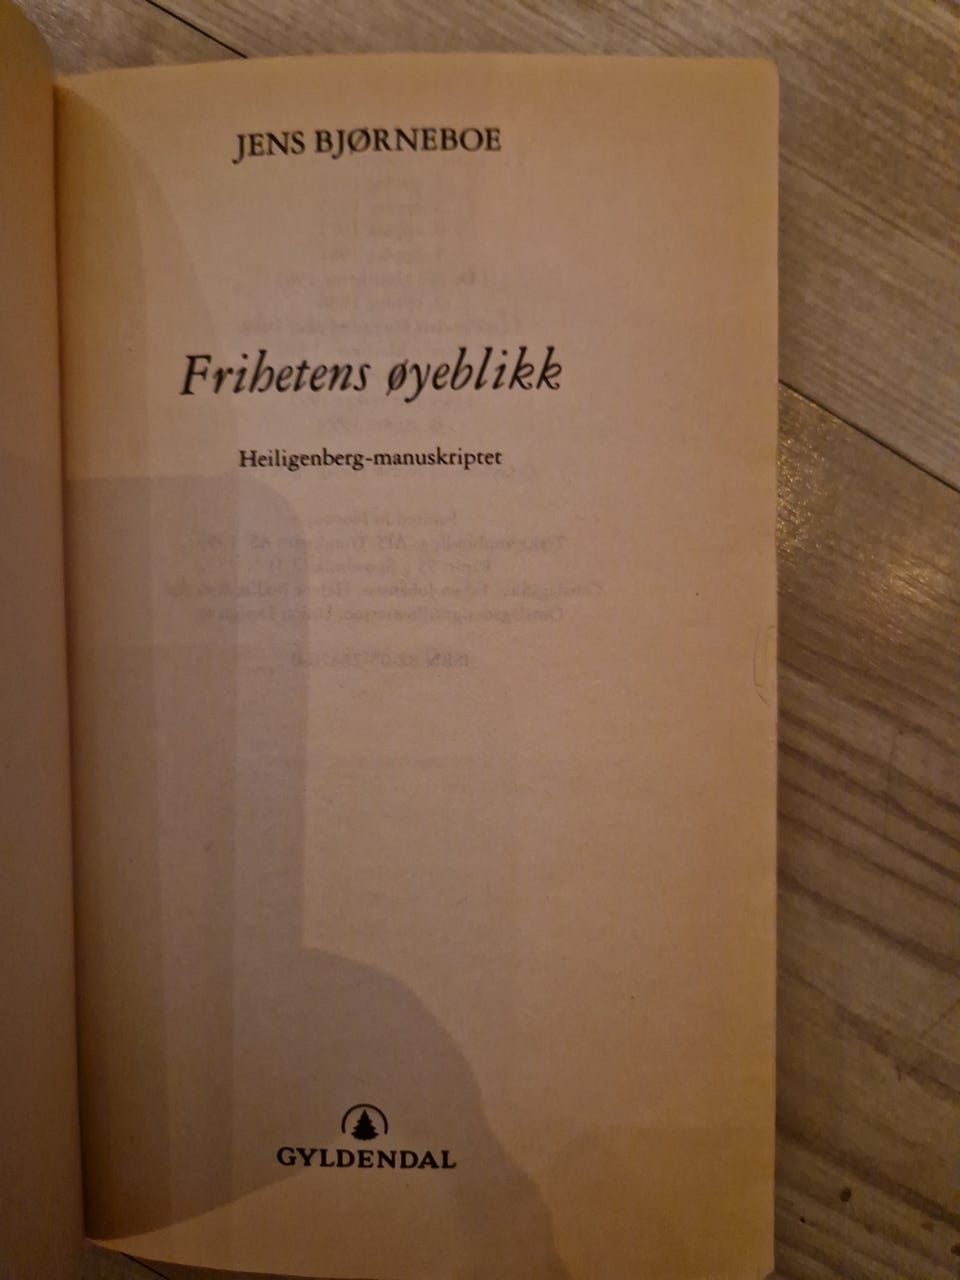 JENS BJØRNEBOE
Frihetens øyeblikk
Heiligenberg-manuskriptet
GYLDENDAL